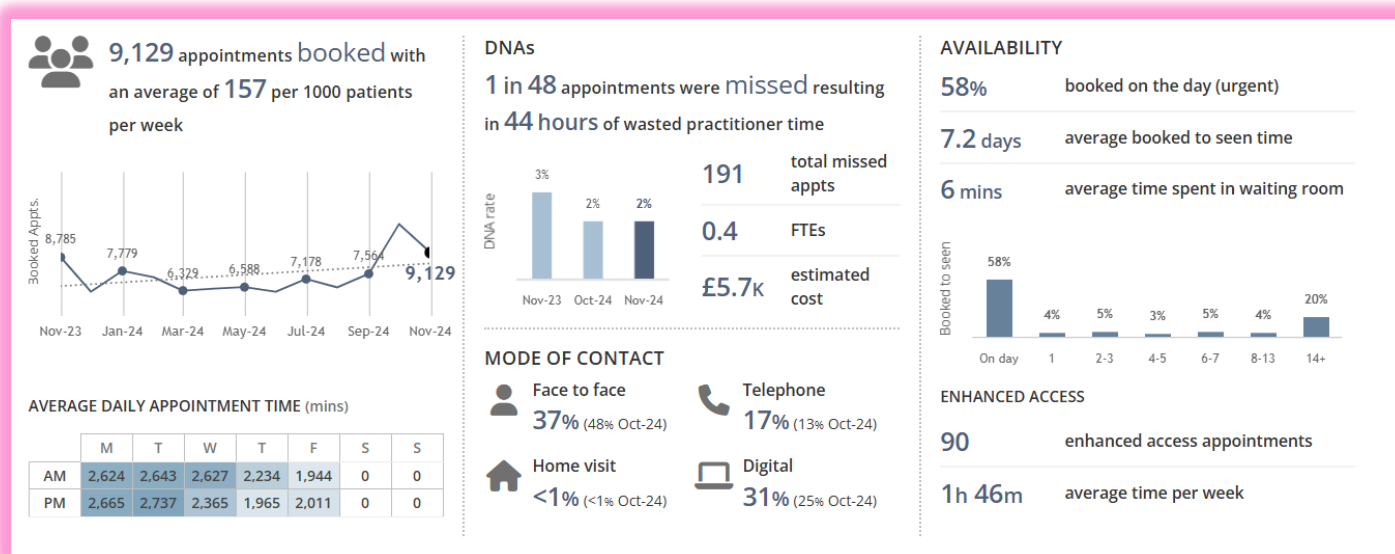 9,129 appointments booked with
an average of 157 per 1000 patients
per week
Booked Appts.
8,785
7,779
6,329
6,588
7,178
7,564
9,129
Nov-23 Jan-24 Mar-24 May-24 Jul-24 Sep-24 Nov-24
AVERAGE DAILY APPOINTMENT TIME (mins)
M T W T F S S
AM 2,624 2,643 2,627 2,234 1,944 0 0
PM 2,665 2,737 2,365 1,965 2,011 0 0
DNAs
1 in 48 appointments were missed resulting
in 44 hours of wasted practitioner time
DNA rate
3% 2% 2%
Nov-23 Oct-24 Nov-24
191 total missed
appts
0.4 FTEs
£5.7K estimated
cost
MODE OF CONTACT
Face to face
37% (48% Oct-24)
Telephone
17% (13% Oct-24)
Home visit
<1% (<1% Oct-24)
Digital
31% (25% Oct-24)
AVAILABILITY
58% booked on the day (urgent)
7.2 days average booked to seen time
6 mins average time spent in waiting room
Booked to seen
58% 4% 5% 3% 5% 4% 20%
On day 1 2-3 4-5 6-7 8-13 14+
ENHANCED ACCESS
90 enhanced access appointments
1h 46m average time per week